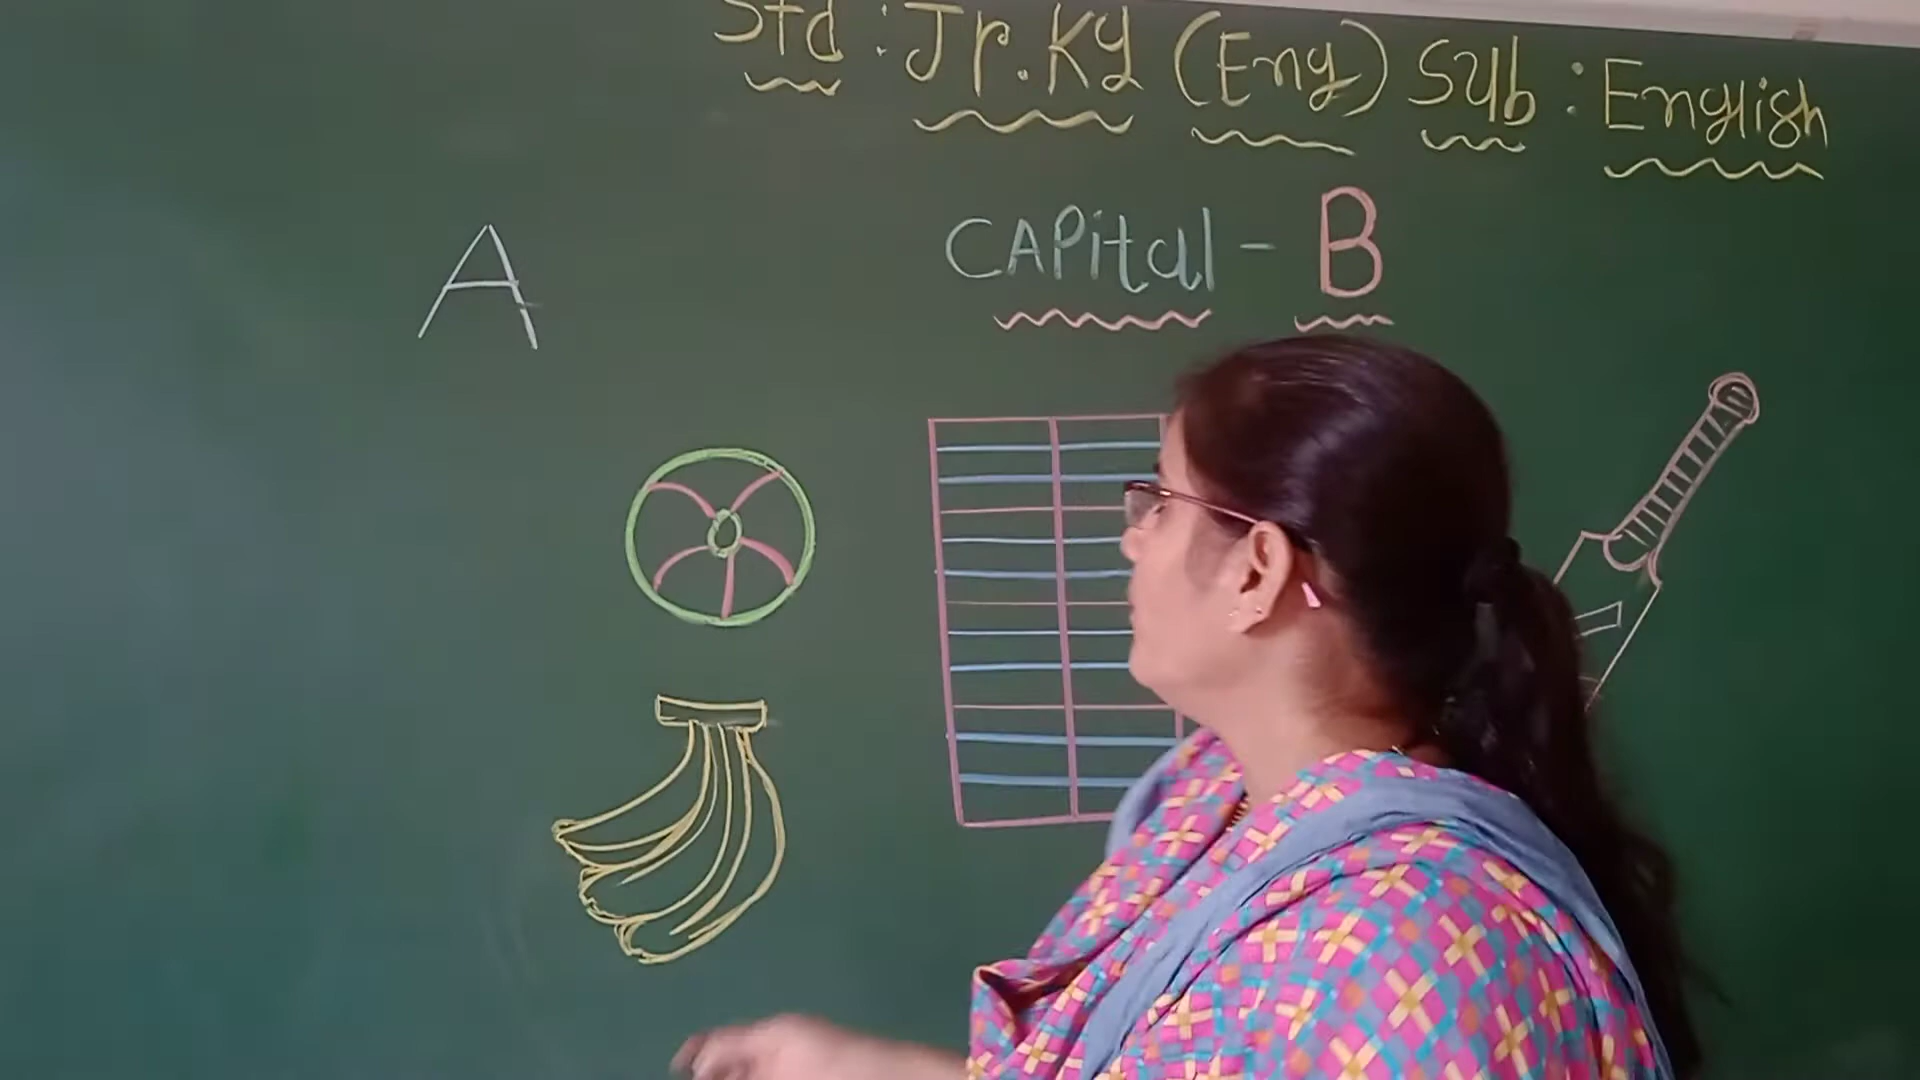 Std : Jr.Kg (Eng) Sub : English
CAPital - B
A